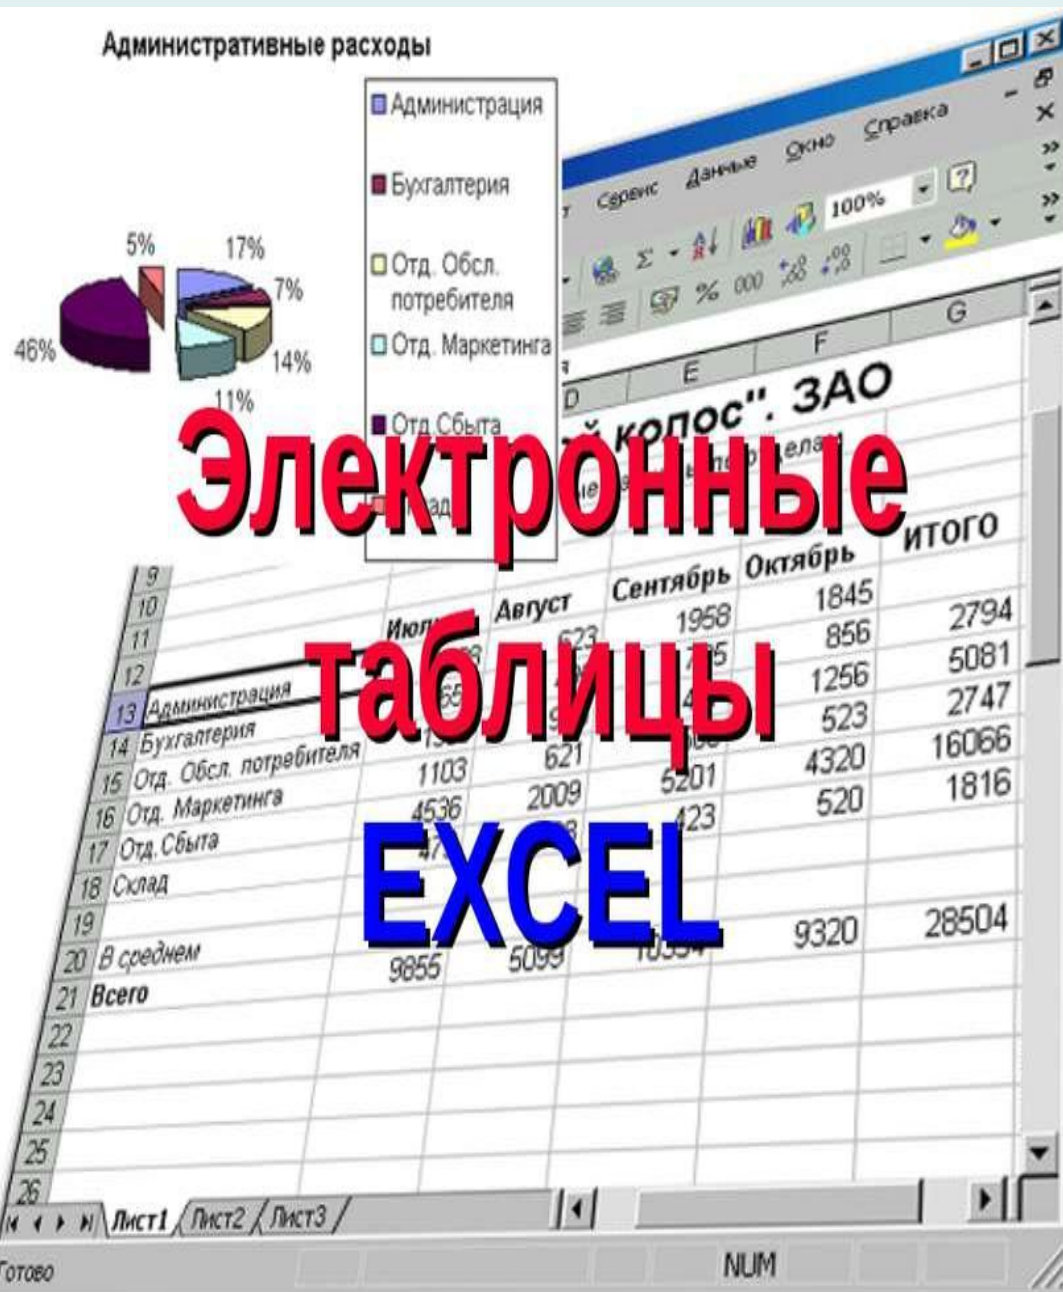 Административные расходы
Администрация
Бухгалтерия
Отд. Обсл.
потребителя
Отд. Маркетинга
Отд.Сбыта
5%
17%
7%
46%
14%
11%
Сервис Данные Окно Справка
100%
% 000
D E F G
колос". ЗАО
Электронные
таблицы
EXCEL
Август Сентябрь Октябрь ИТОГО
1958 1845
856 2794
1256 5081
523 2747
1103 621 4320 16066
4536 2009 5201 520 1816
423
9855 5099 9320 28504
9
10
11
12
13 Администрация
14 Бухгалтерия
15 Отд. Обсл. потребителя
16 Отд. Маркетинга
17 Отд.Сбыта
18 Склад
19
20 В среднем
21 Всего
22
23
24
25
26
Лист1 Лист2 Лист3
Готово NUM